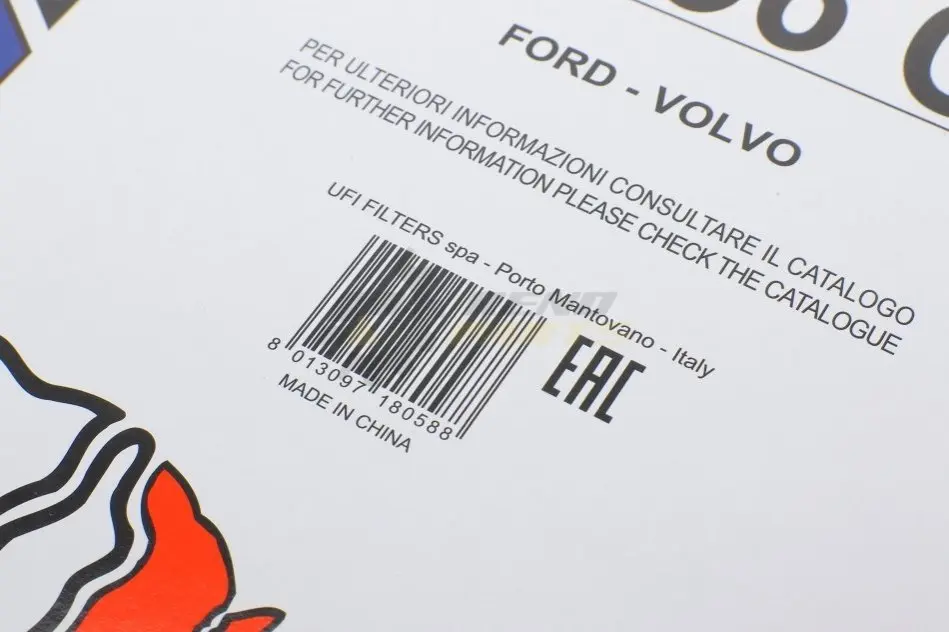 FORD - VOLVO
PER ULTERIORI INFORMAZIONI CONSULTARE IL CATALOGO
FOR FURTHER INFORMATION PLEASE CHECK THE CATALOGUE
UFI FILTERS spa - Porto Mantovano - Italy
8 013097 180588
EAC
MADE IN CHINA